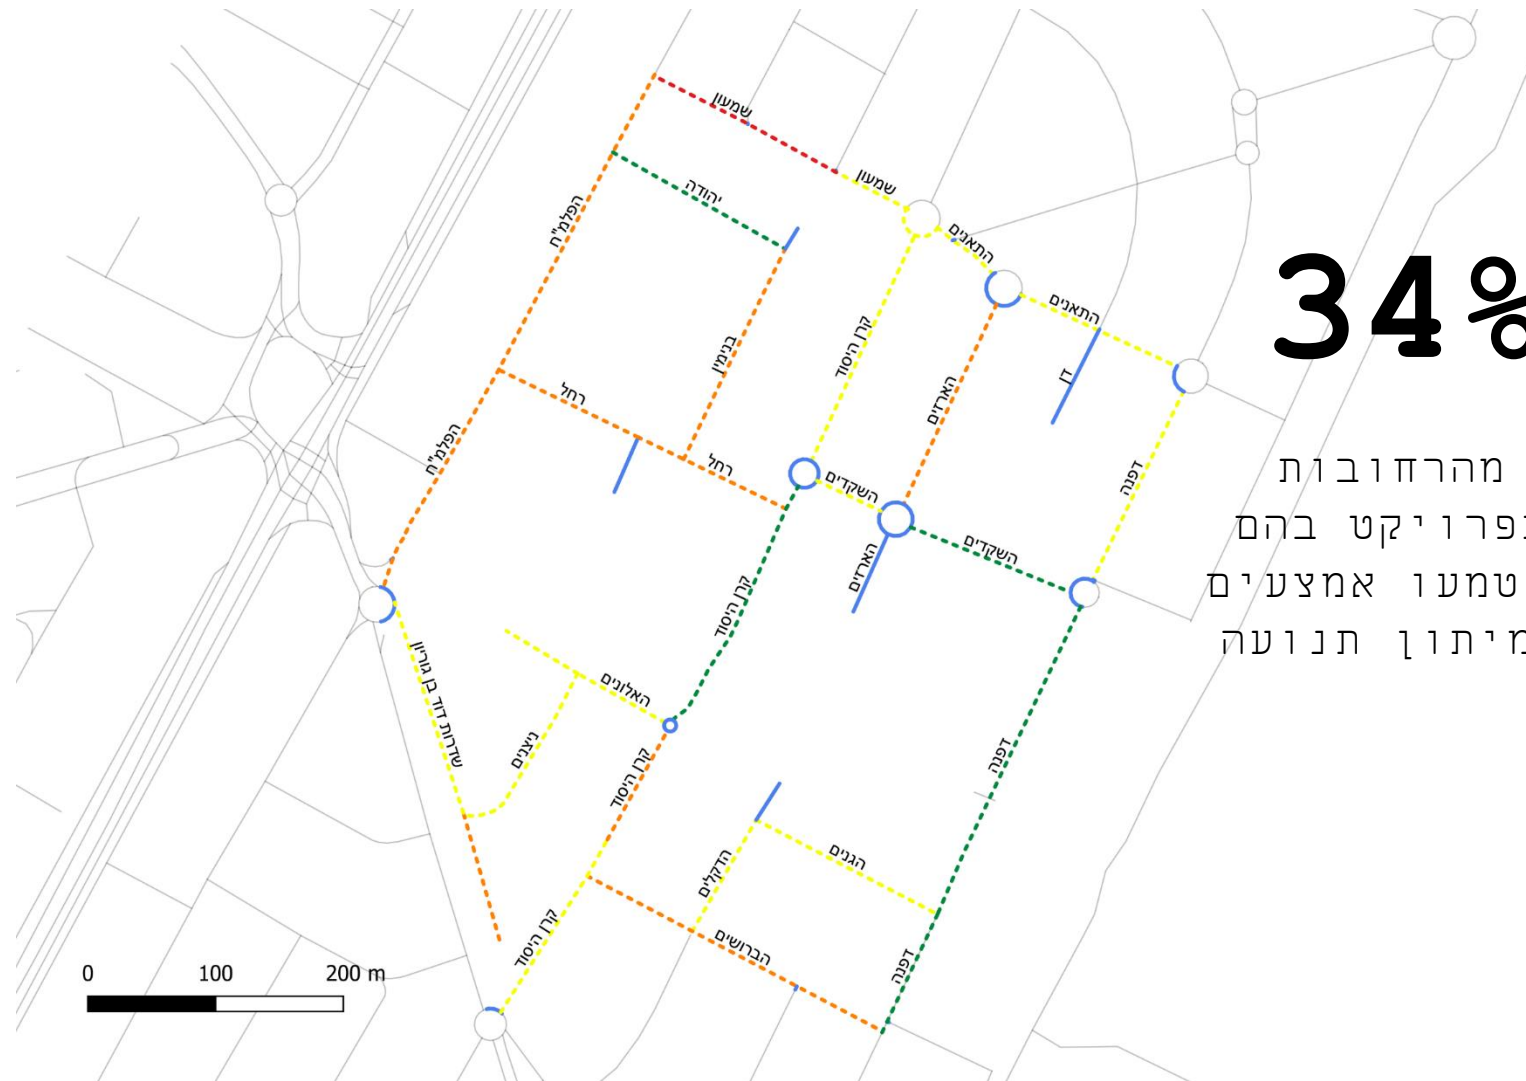 שמעון
שמעון
יהודה
הפלמ"ח
התאנים
התאנים
34%
קרן היסוד
בנימין
רחל
הארזים
דן
הפלמ"ח
רחל
השקדים
דפנה
מהרחובות
בהם
השקדים
הארזים
טמעו אמצעים
קרן היסוד
תנועה
שדרות דוד בן גוריון
האלונים
ניצנים
קרן היסוד
דפנה
הדקלים
הגנים
קרן היסוד
הברושים
דפנה
0 100 200 m